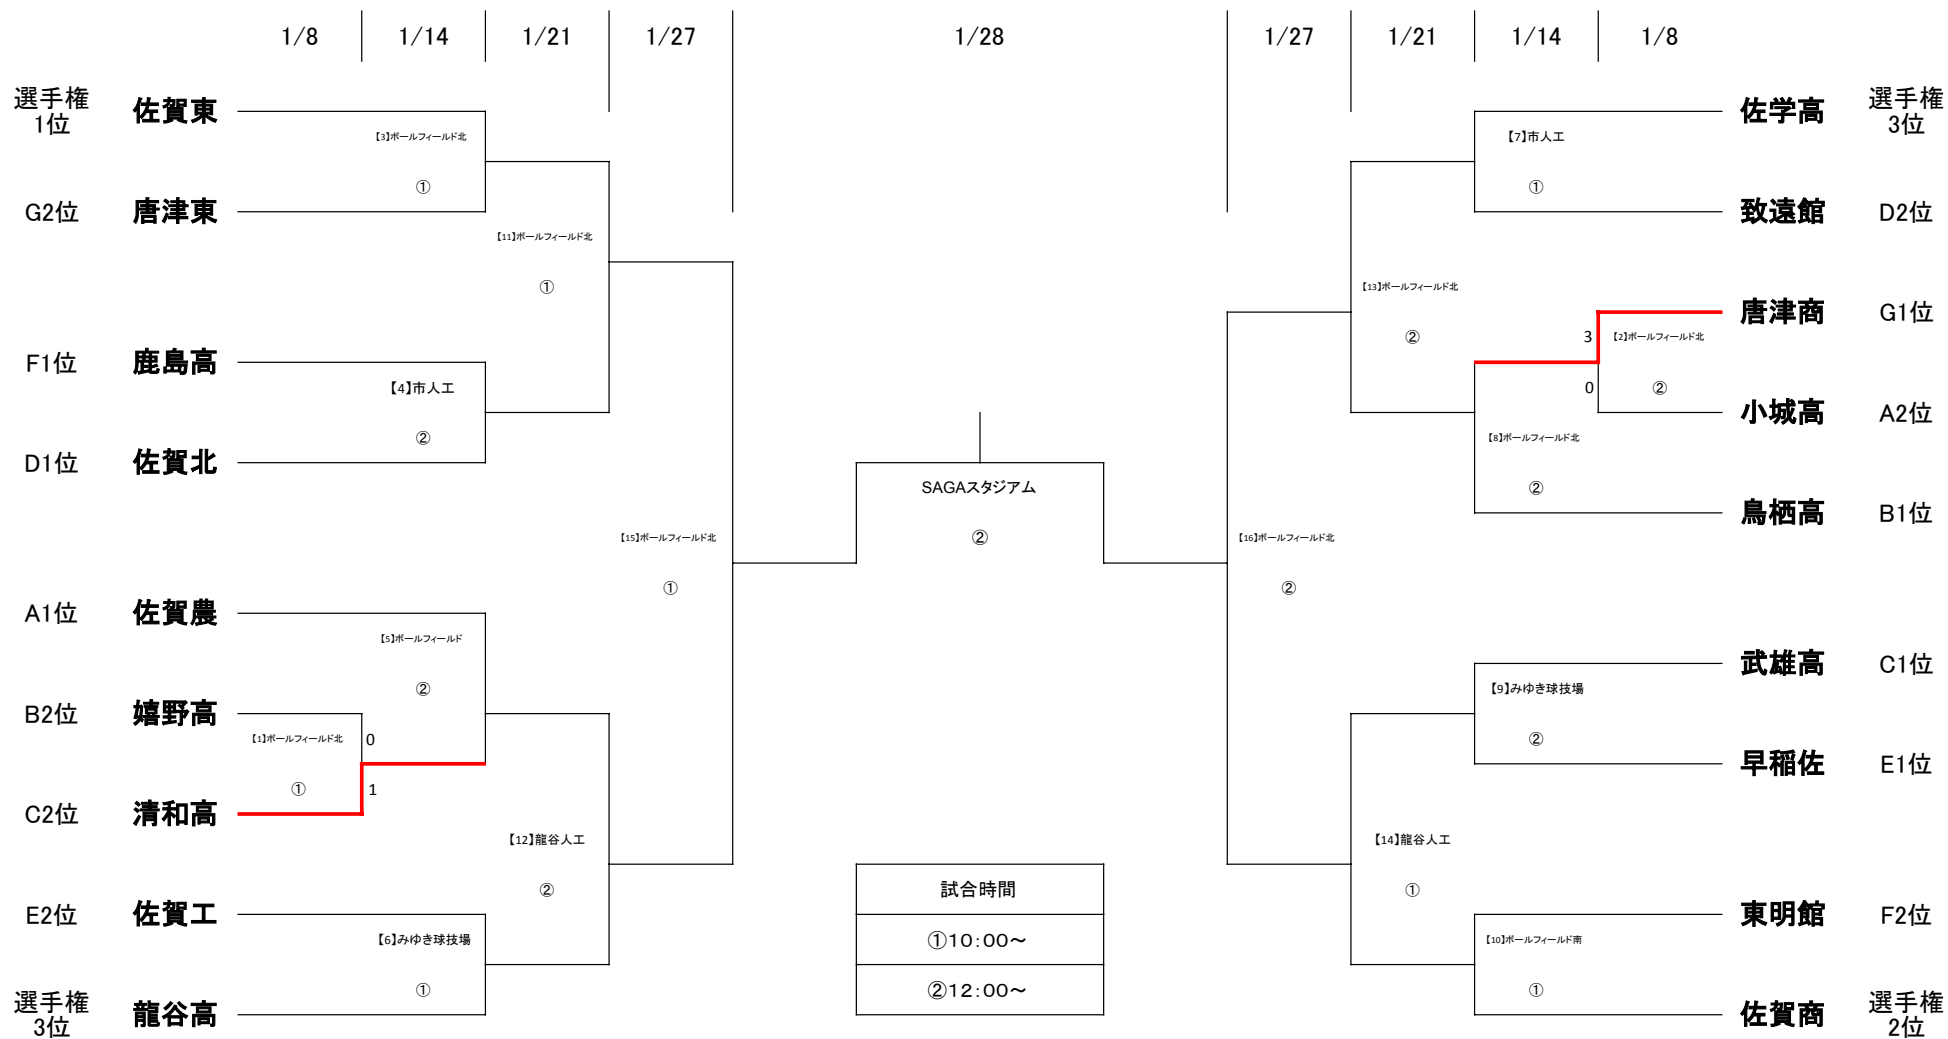 1/8 1/14 1/21 1/27 1/28 1/27 1/21 1/14 1/8
選手権
1位
佐賀東
【3】ボールフィールド北
①
G2位 唐津東
【11】ボールフィールド北
①
F1位 鹿島高
【4】市人工
②
D1位 佐賀北
【15】ボールフィールド北
①
A1位 佐賀農
【5】ボールフィールド
②
B2位 嬉野高
【1】ボールフィールド北
0
①
1
C2位 清和高
【12】龍谷人工
②
E2位 佐賀工
【6】みゆき球技場
①
選手権
3位
龍谷高
SAGAスタジアム
②
試合時間
①10:00～
②12:00～
佐学高
選手権
3位
【7】市人工
①
致遠館 D2位
【13】ボールフィールド北
②
唐津商 G1位
3
【2】ボールフィールド北
0
②
小城高 A2位
【8】ボールフィールド北
②
鳥栖高 B1位
【16】ボールフィールド北
②
武雄高 C1位
【9】みゆき球技場
②
早稲佐 E1位
【14】龍谷人工
①
東明館 F2位
【10】ボールフィールド南
①
佐賀商
選手権
2位